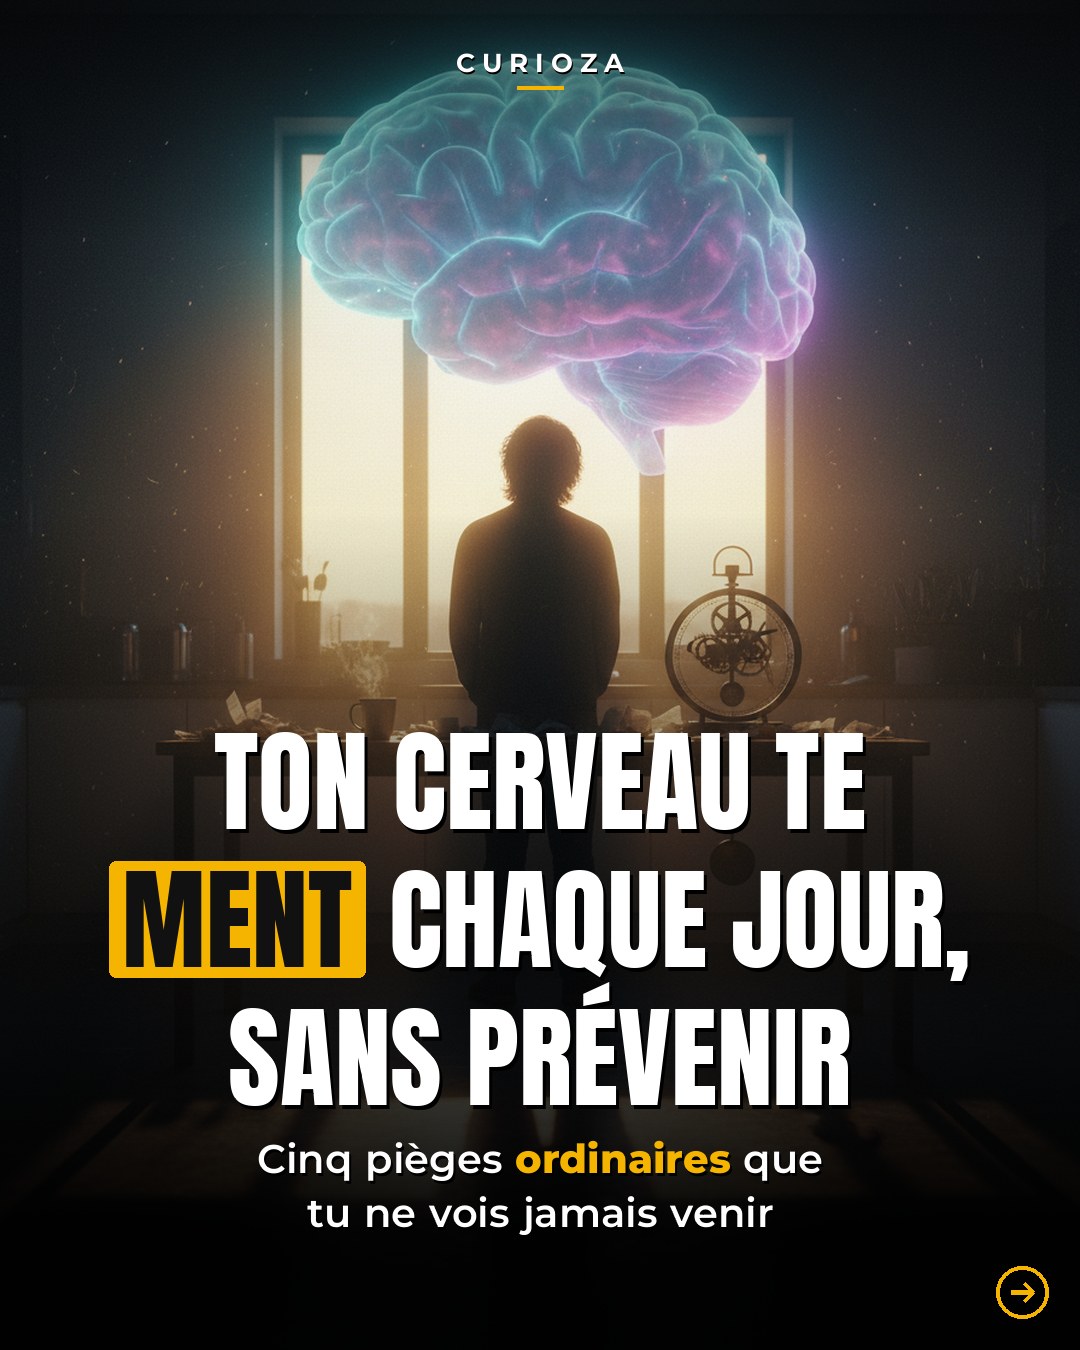 CURIOZA
TON CERVEAU TE
MENT CHAQUE JOUR,
SANS PRÉVENIR
Cinq pièges ordinaires que
tu ne vois jamais venir